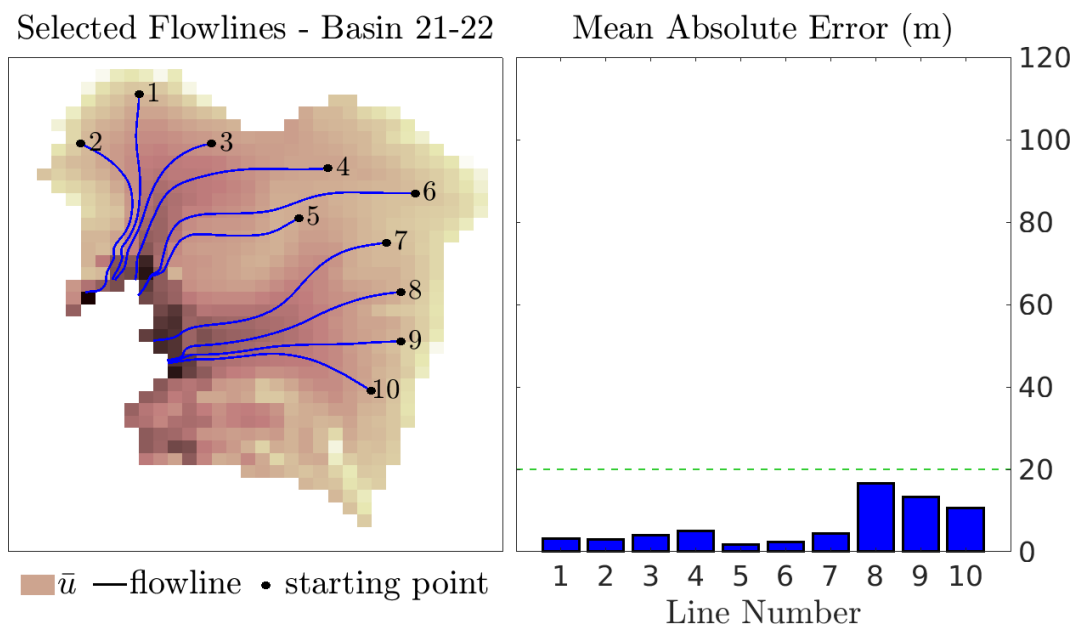 Selected Flowlines - Basin 21-22
1
2
3
4
6
5
7
8
9
10
ū
flowline
starting point
Mean Absolute Error (m)
120
100
80
60
40
20
0
1 2 3 4 5 6 7 8 9 10
Line Number